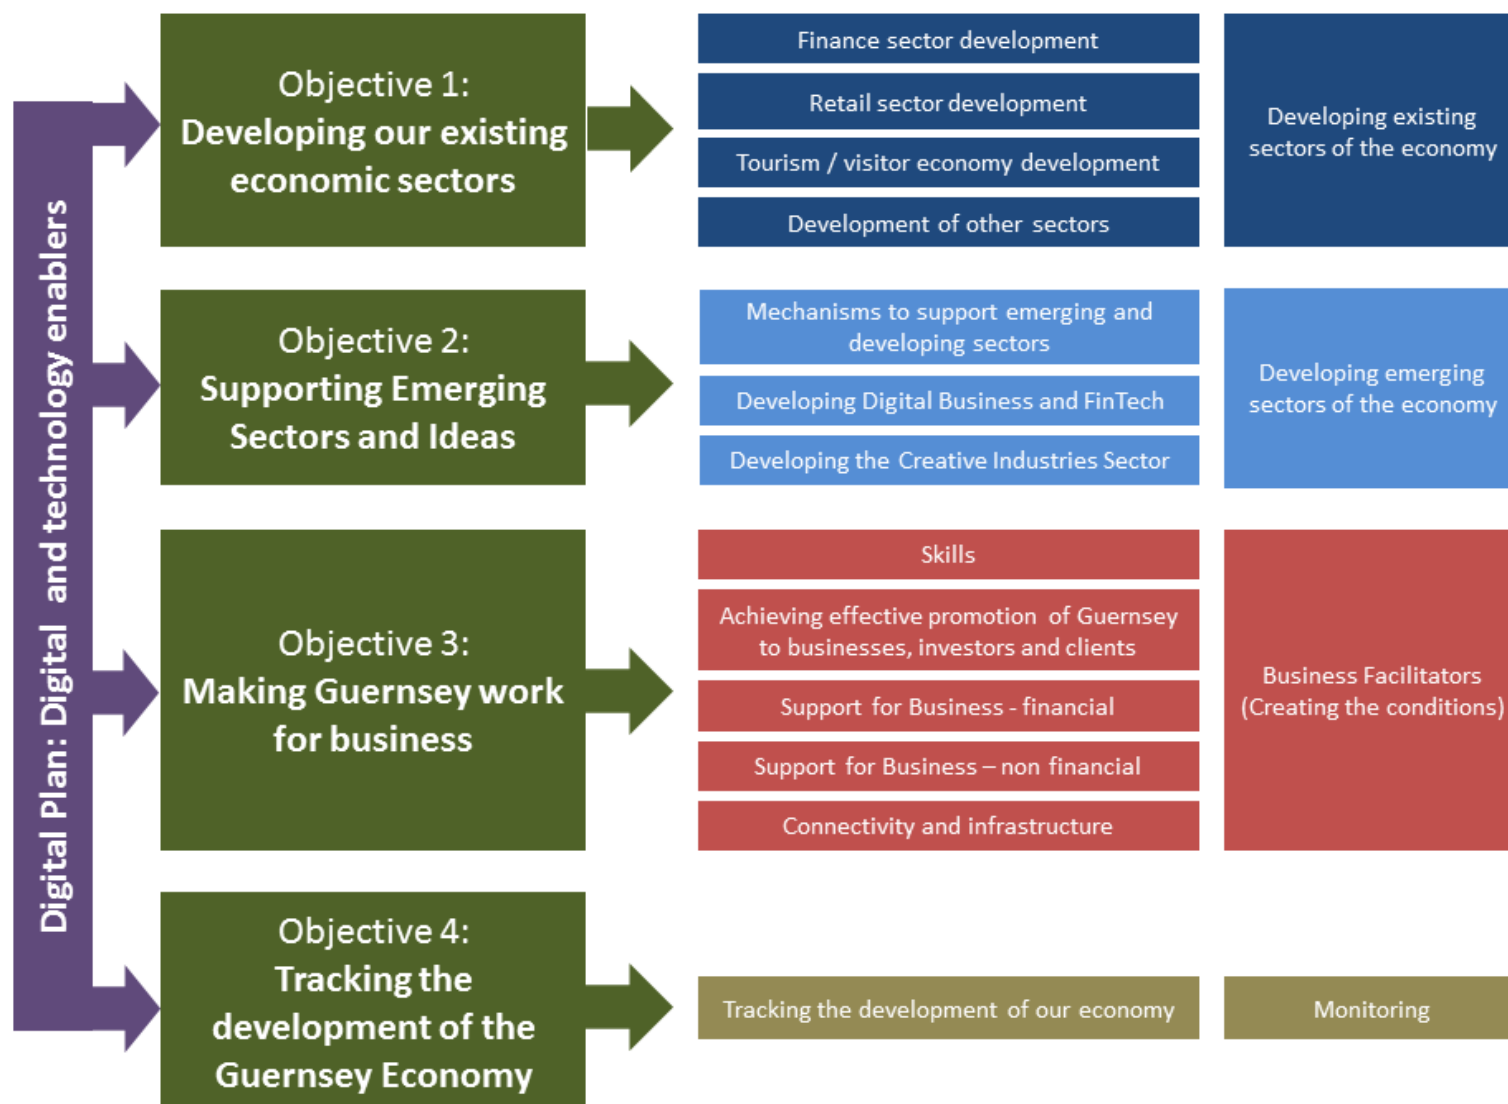 Digital Plan: Digital and technology enablers
Objective 1:
Developing our existing
economic sectors
Finance sector development
Retail sector development
Tourism / visitor economy development
Development of other sectors
Developing existing
sectors of the economy
Objective 2:
Supporting Emerging
Sectors and Ideas
Mechanisms to support emerging and
developing sectors
Developing Digital Business and FinTech
Developing the Creative Industries Sector
Developing emerging
sectors of the economy
Objective 3:
Making Guernsey work
for business
Skills
Achieving effective promotion of Guernsey
to businesses, investors and clients
Support for Business - financial
Support for Business – non financial
Connectivity and infrastructure
Business Facilitators
(Creating the conditions)
Objective 4:
Tracking the
development of the
Guernsey Economy
Tracking the development of our economy
Monitoring